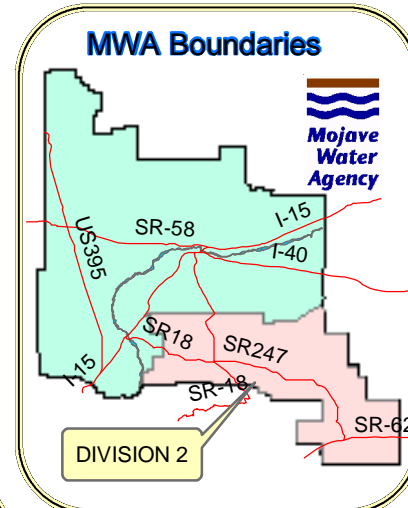 MWA Boundaries
Mojave
Water
Agency
I-15
SR-58
US395
I-40
SR18
SR247
I-15
SR-18
SR-62
DIVISION 2